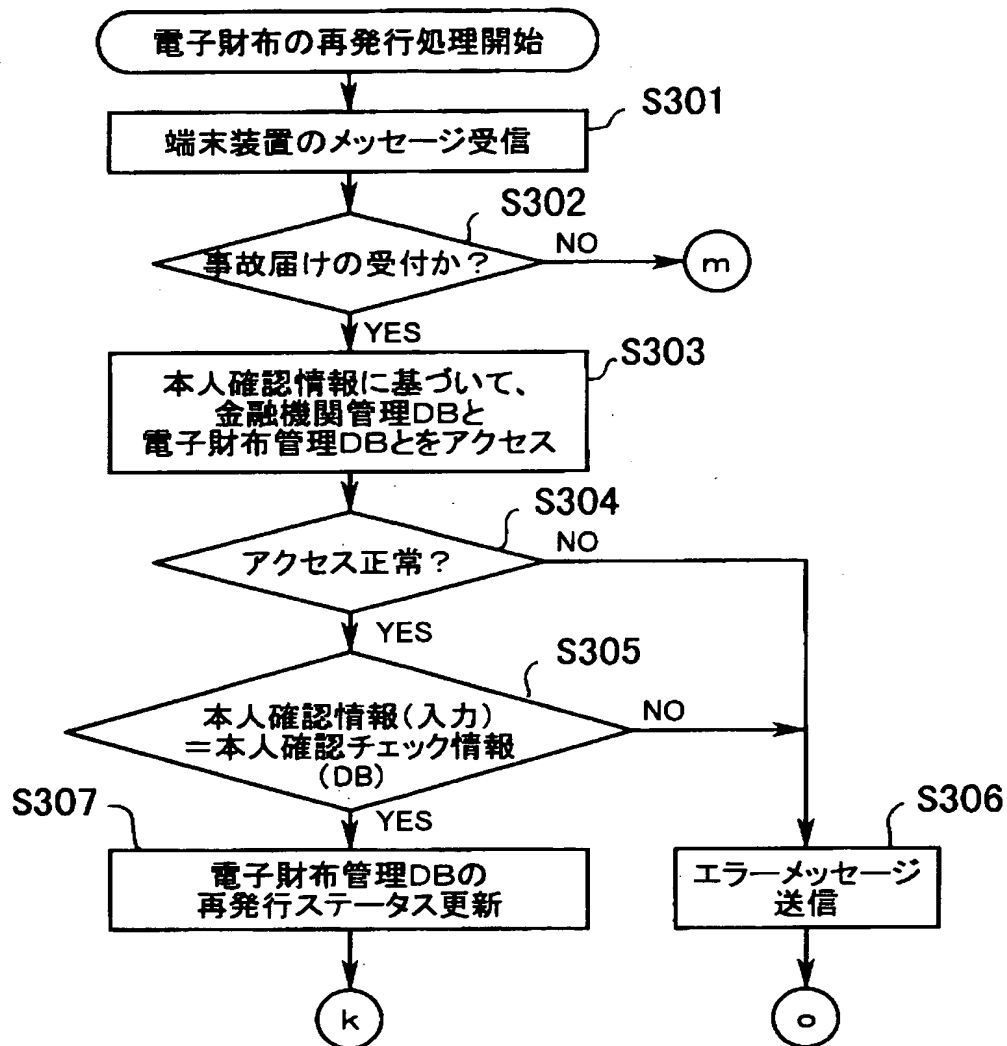 電子財布の再発行処理開始
S301
端末装置のメッセージ受信
S302
事故届けの受付か?
NO
m
YES
S303
本人確認情報に基づいて、
金融機関管理DBと
電子財布管理DBとをアクセス
S304
アクセス正常?
NO
YES
S305
本人確認情報(入力)
=本人確認チェック情報
(DB)
NO
YES
S307
電子財布管理DBの
再発行ステータス更新
S306
エラーメッセージ
送信
k
o